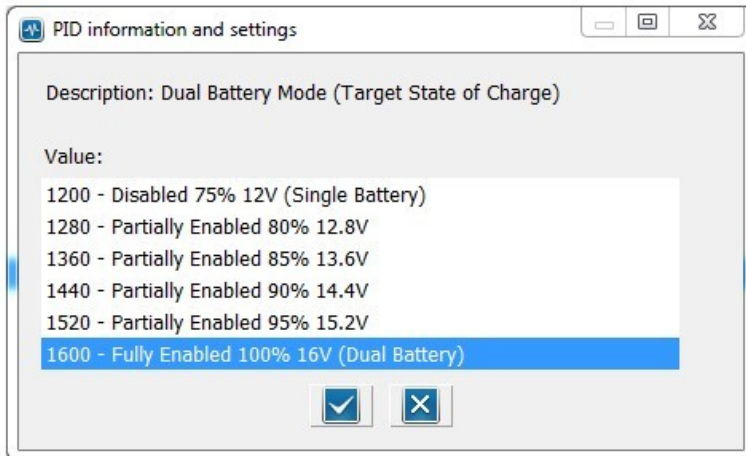 PID information and settings
Description: Dual Battery Mode (Target State of Charge)
Value:
1200 - Disabled 75% 12V (Single Battery)
1280 - Partially Enabled 80% 12.8V
1360 - Partially Enabled 85% 13.6V
1440 - Partially Enabled 90% 14.4V
1520 - Partially Enabled 95% 15.2V
1600 - Fully Enabled 100% 16V (Dual Battery)